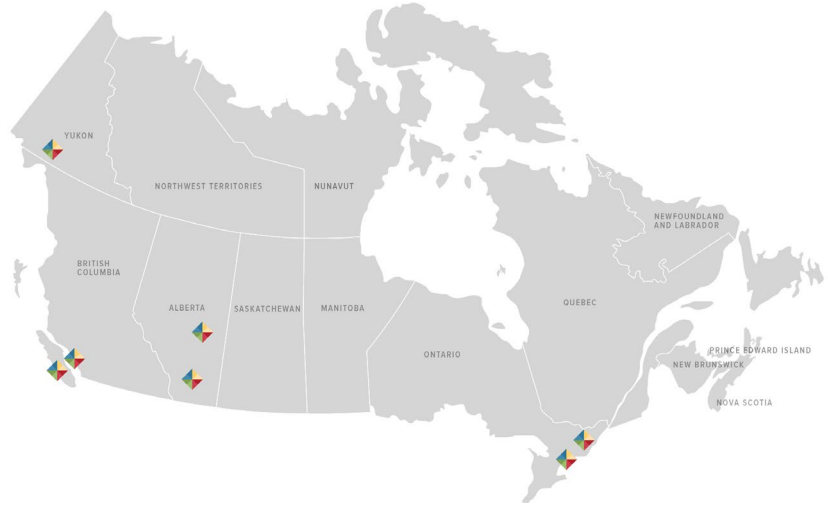 YUKON
NORTHWEST TERRITORIES
NUNAVUT
NEWFOUNDLAND
AND LABRADOR
BRITISH
COLUMBIA
ALBERTA
SASKATCHEWAN
MANITOBA
QUEBEC
ONTARIO
PRINCE EDWARD ISLAND
NEW BRUNSWICK
NOVA SCOTIA